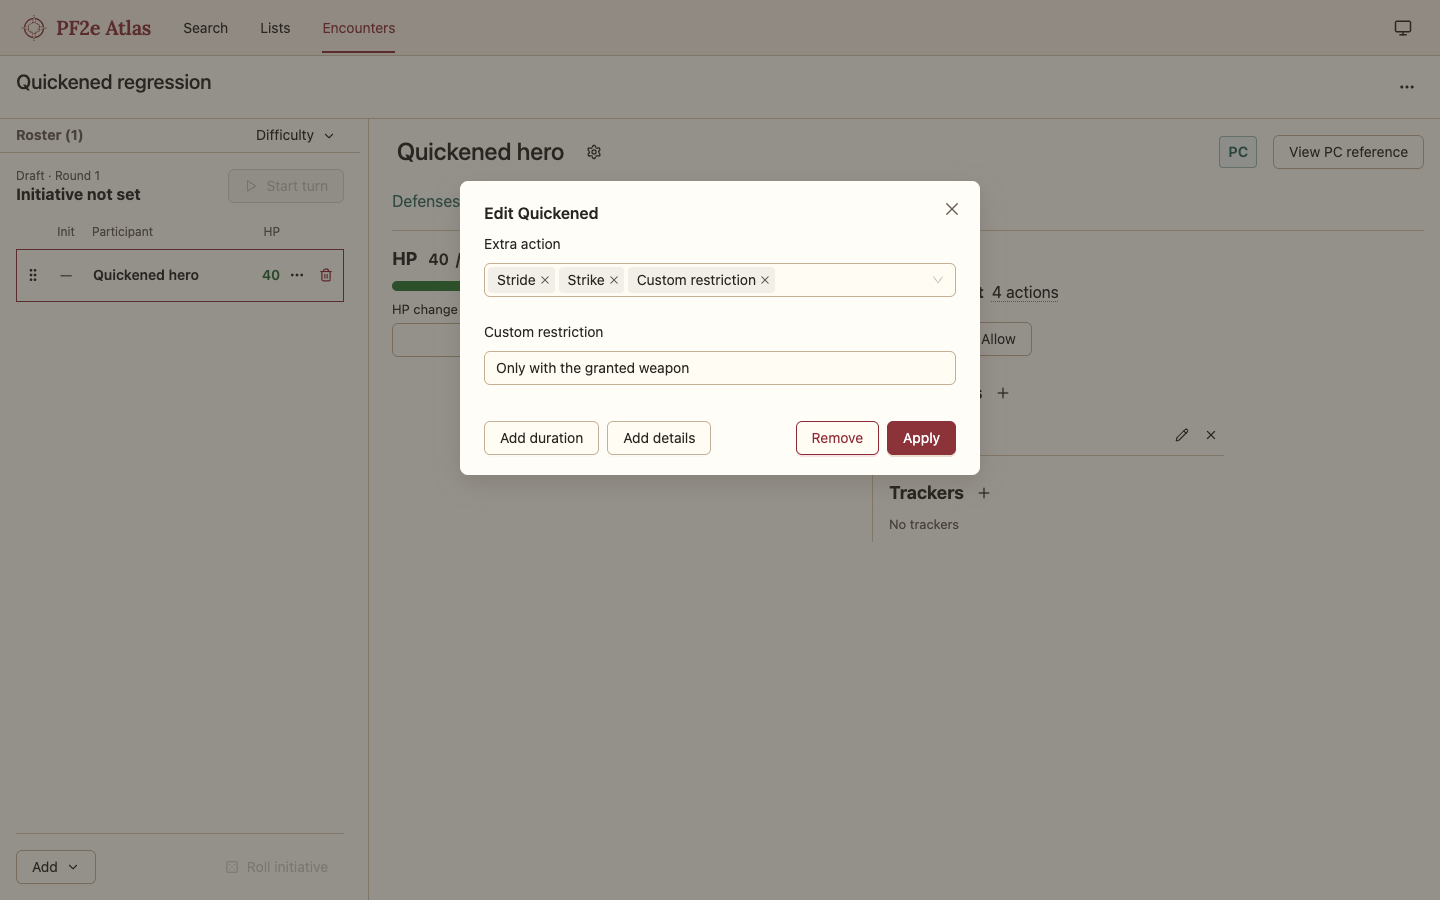 PF2e Atlas
Search
Lists
Encounters
Quickened regression
Roster (1)
Difficulty
Draft · Round 1
Initiative not set
Start turn
Init
Participant
HP
Quickened hero
40
Add
Roll initiative
Quickened hero
PC
View PC reference
Defenses
HP 40 /
HP change
4 actions
Allow
Trackers
No trackers
Edit Quickened
Extra action
Stride
Strike
Custom restriction
Custom restriction
Only with the granted weapon
Add duration
Add details
Remove
Apply